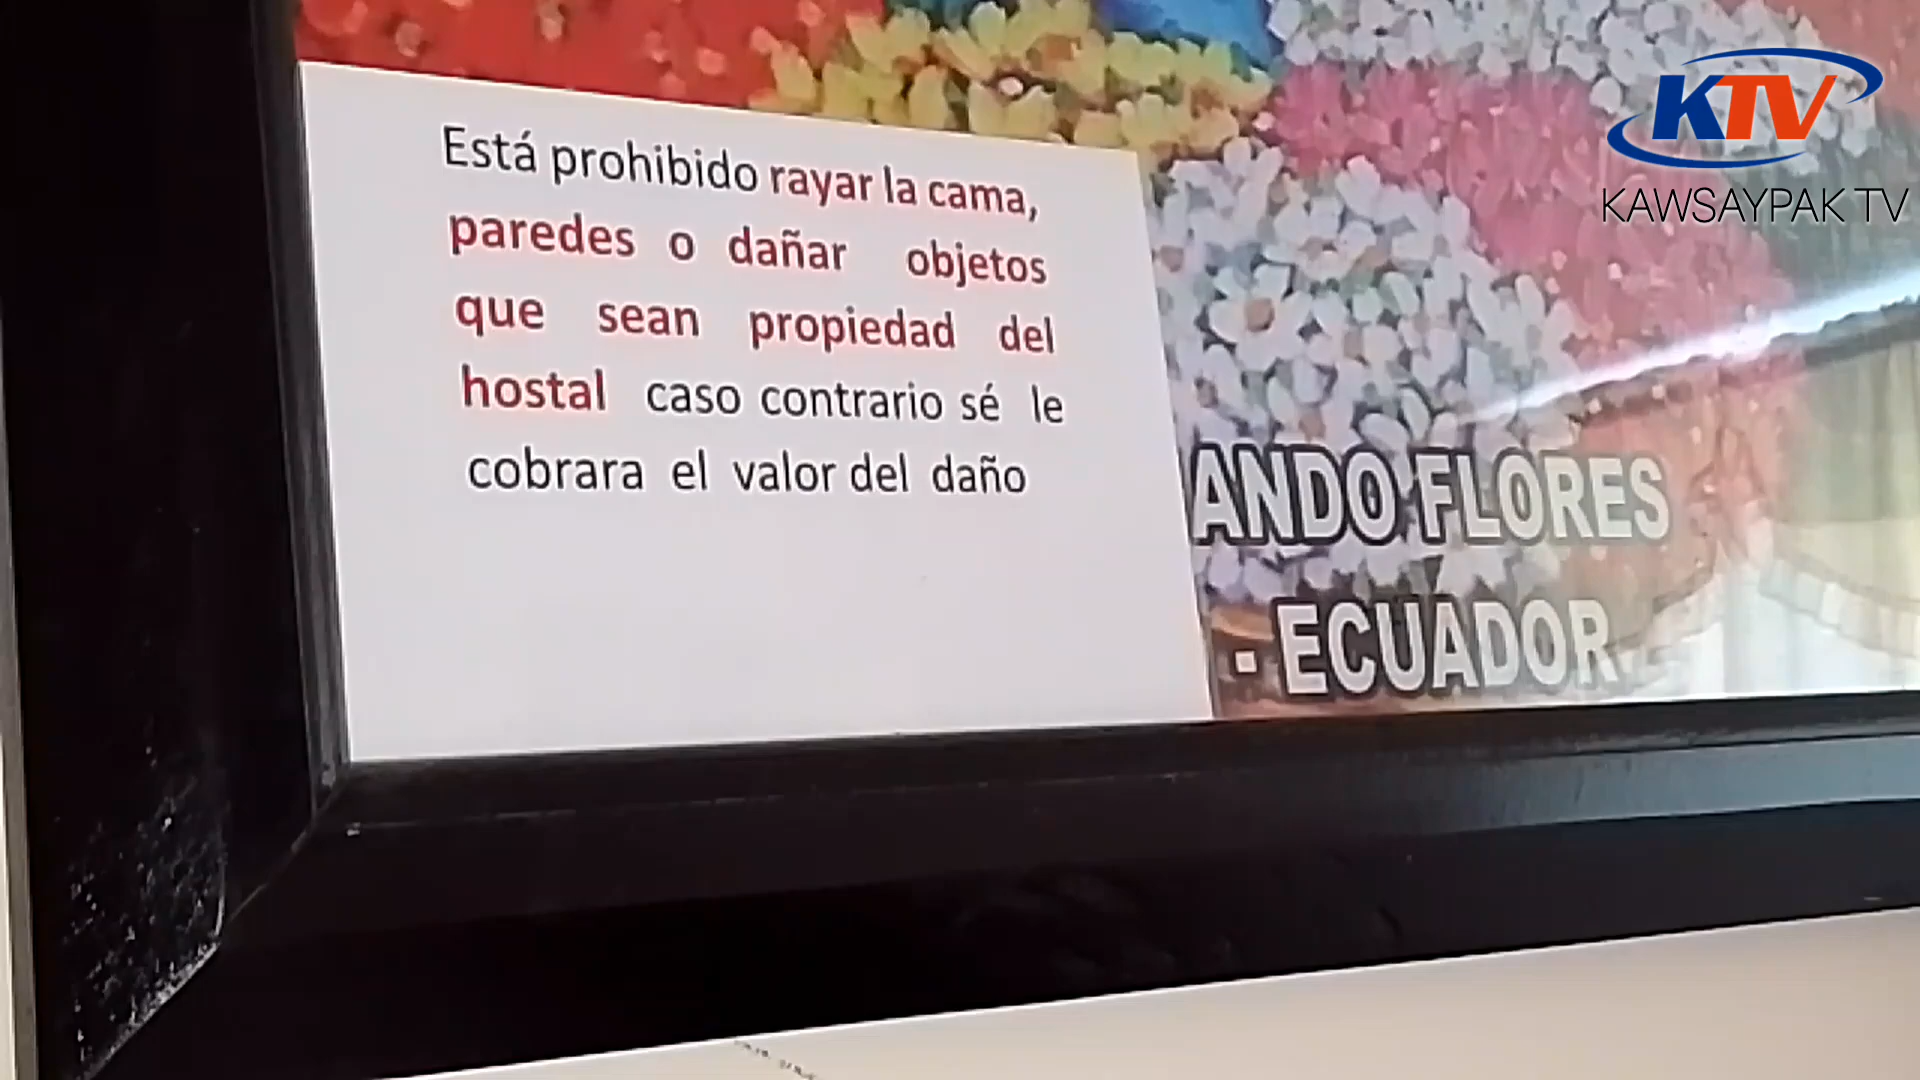 KTV
KAWSAYPAK TV
Está prohibido rayar la cama,
paredes o dañar objetos
que sean propiedad del
hostal caso contrario sé le
cobrara el valor del daño
ANDO FLORES
- ECUADOR